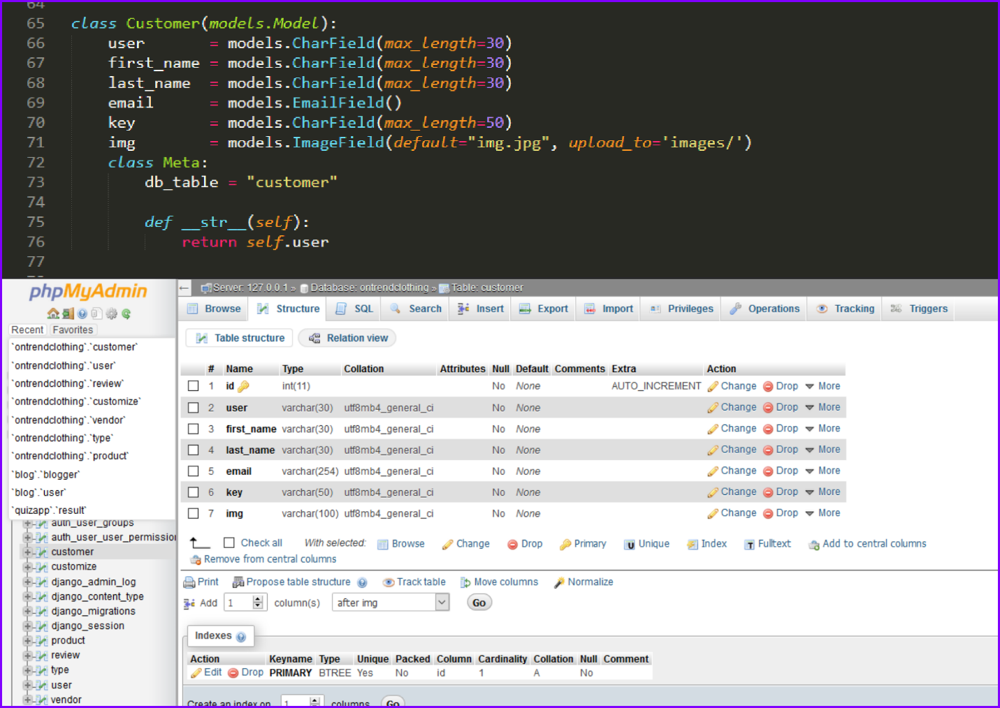 64
65 class Customer(models.Model):
66 user = models.CharField(max_length=30)
67 first_name = models.CharField(max_length=30)
68 last_name = models.CharField(max_length=30)
69 email = models.EmailField()
70 key = models.CharField(max_length=50)
71 img = models.ImageField(default="img.jpg", upload_to='images/')
72 class Meta:
73 db_table = "customer"
74
75 def __str__(self):
76 return self.user
77
phpMyAdmin
Recent Favorites
`ontrendclothing`.`customer`
`ontrendclothing`.`user`
`ontrendclothing`.`review`
`ontrendclothing`.`customize`
`ontrendclothing`.`vendor`
`ontrendclothing`.`type`
`ontrendclothing`.`product`
`blog`.`blogger`
`blog`.`user`
`quizapp`.`result`
auth_user_groups
auth_user_user_permission
customer
customize
django_admin_log
django_content_type
django_migrations
django_session
product
review
type
user
vendor
Server: 127.0.0.1 » Database: ontrendclothing » Table: customer
Browse Structure SQL Search Insert Export Import Privileges Operations Tracking Triggers
Table structure Relation view
# Name Type Collation Attributes Null Default Comments Extra Action
1 id int(11) No None AUTO_INCREMENT Change Drop More
2 user varchar(30) utf8mb4_general_ci No None Change Drop More
3 first_name varchar(30) utf8mb4_general_ci No None Change Drop More
4 last_name varchar(30) utf8mb4_general_ci No None Change Drop More
5 email varchar(254) utf8mb4_general_ci No None Change Drop More
6 key varchar(50) utf8mb4_general_ci No None Change Drop More
7 img varchar(100) utf8mb4_general_ci No None Change Drop More
Check all With selected: Browse Change Drop Primary Unique Index Fulltext Add to central columns
Remove from central columns
Print Propose table structure Track table Move columns Normalize
Add 1 column(s) after img Go
Indexes
Action Keyname Type Unique Packed Column Cardinality Collation Null Comment
Edit Drop PRIMARY BTREE Yes No id 1 A No
Create an index on 1 columns Go